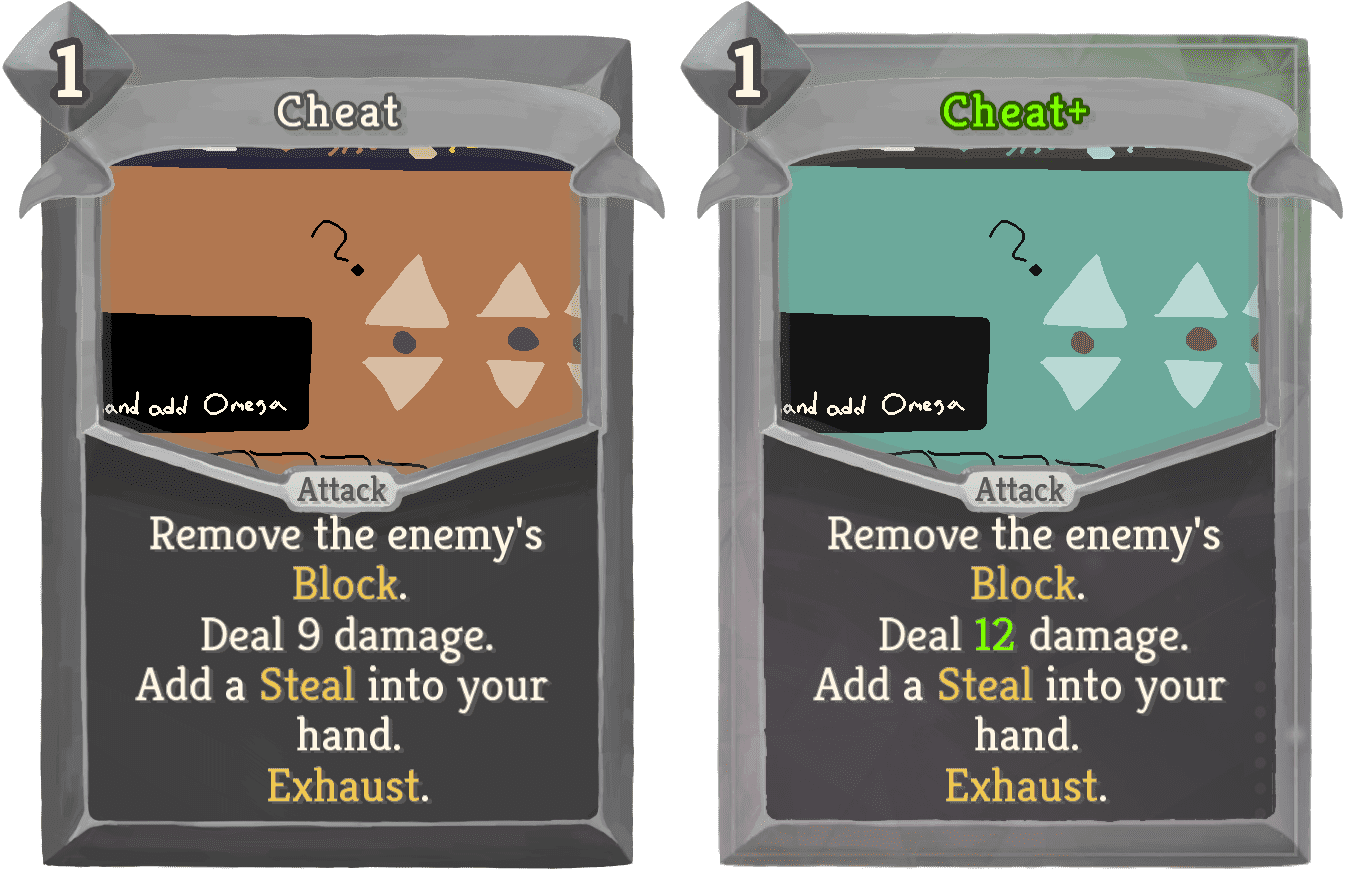 1
Cheat
?
and add Omega
Attack
Remove the enemy's
Block.
Deal 9 damage.
Add a Steal into your
hand.
Exhaust.
1
Cheat+
?
and add Omega
Attack
Remove the enemy's
Block.
Deal 12 damage.
Add a Steal into your
hand.
Exhaust.